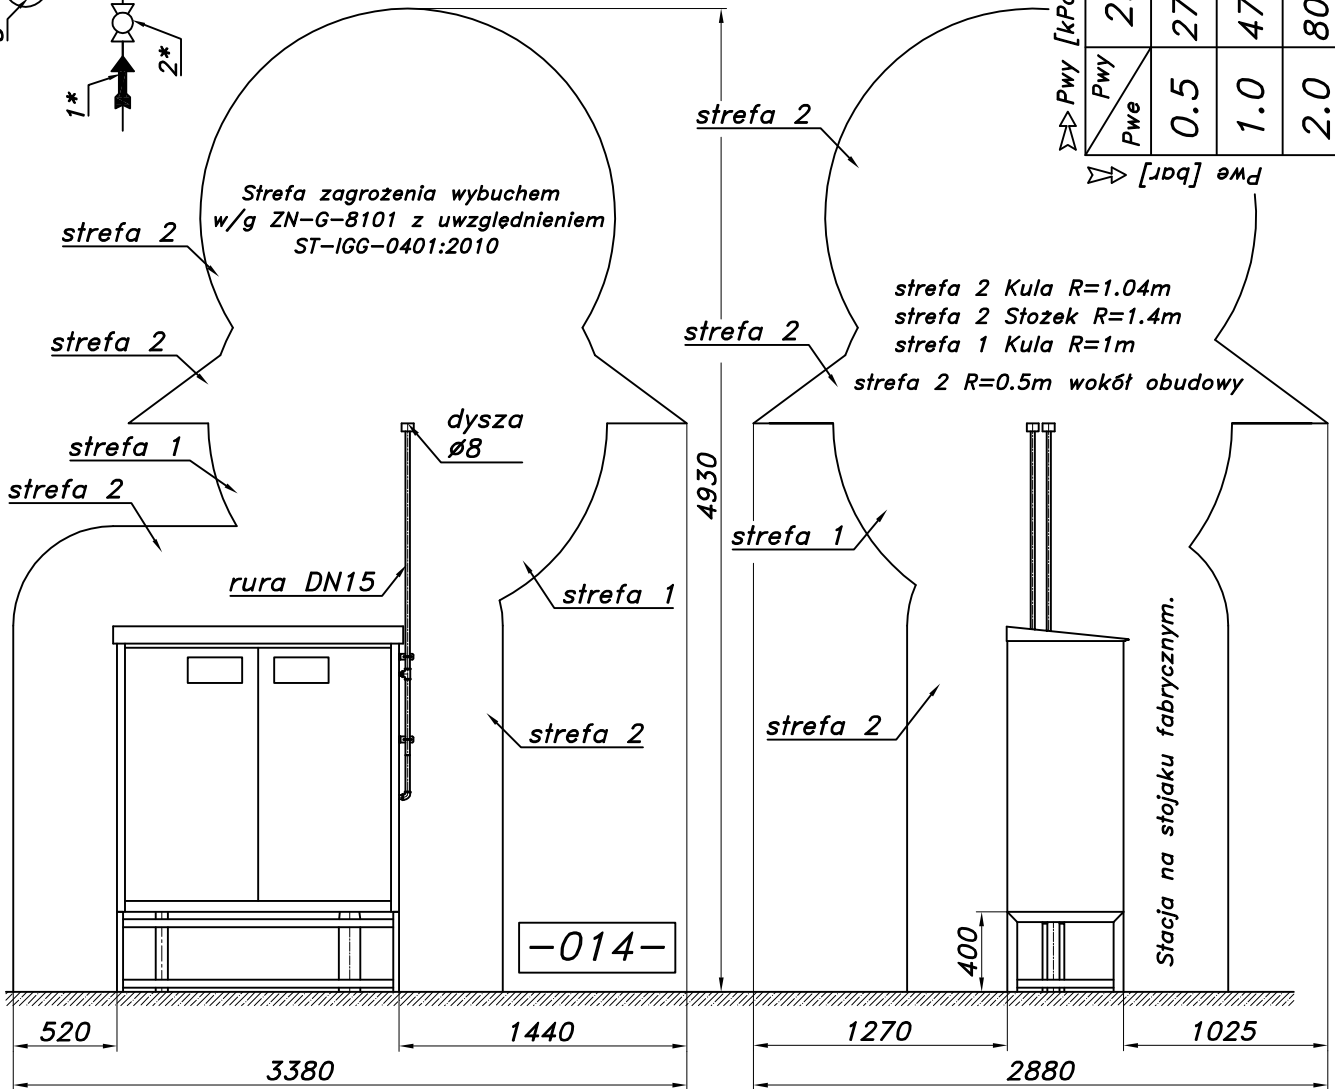 1*
2*
strefa 2
Strefa zagrożenia wybuchem
w/g ZN-G-8101 z uwzględnieniem
ST-IGG-0401:2010
strefa 2
strefa 2
strefa 1
strefa 2
dysza
ø8
rura DN15
strefa 1
strefa 2
-014-
4930
520
1440
3380
Pwy
Pwy
Pwe
0.5
1.0
2.0
Pwe [bar]
strefa 2 Kula R=1.04m
strefa 2 Stożek R=1.4m
strefa 1 Kula R=1m
strefa 2 R=0.5m wokół obudowy
strefa 2
strefa 1
strefa 2
Stacja na stojaku fabrycznym.
400
1270
1025
2880